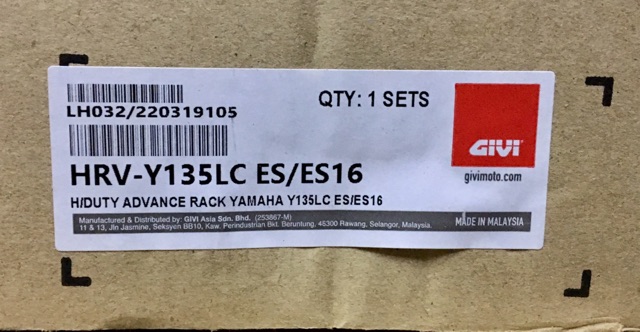 LH032/220319105
QTY: 1 SETS
GIVI
givimoto.com
HRV-Y135LC ES/ES16
H/DUTY ADVANCE RACK YAMAHA Y135LC ES/ES16
Manufactured & Distributed by: GIVI Asia Sdn. Bhd. (253867-M)
11 & 13, Jln Jasmine, Seksyen BB10, Kaw. Perindustrian Bkt. Beruntung, 48300 Rawang, Selangor, Malaysia.
MADE IN MALAYSIA